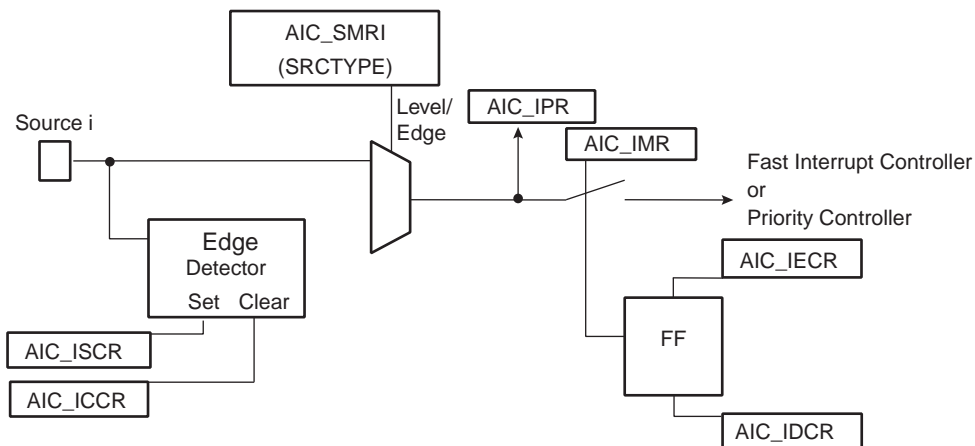 AIC_SMRI
(SRCTYPE)
Level/
Edge
Source i
AIC_IPR
AIC_IMR
Fast Interrupt Controller
or
Priority Controller
Edge
Detector
Set Clear
AIC_IECR
FF
AIC_ISCR
AIC_ICCR
AIC_IDCR